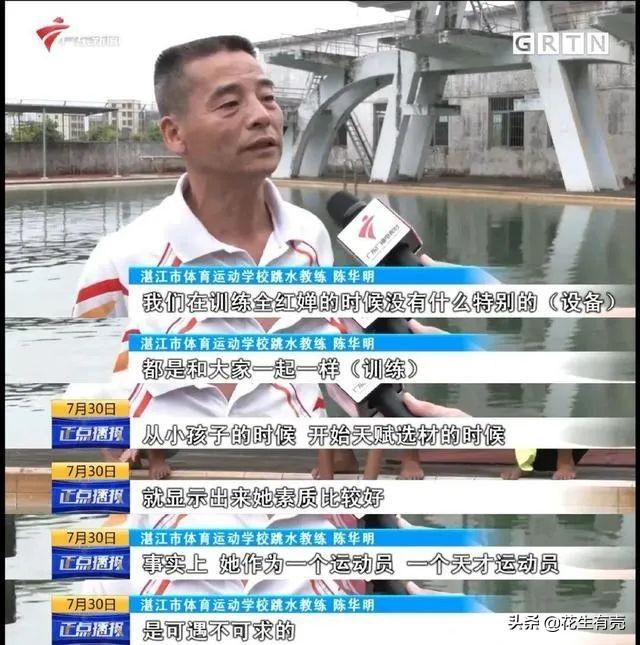 广东新闻
GRTN
湛江市体育运动学校跳水教练 陈华明
我们在训练全红婵的时候没有什么特别的（设备）
湛江市体育运动学校跳水教练 陈华明
都是和大家一起一样（训练）
7月30日
正点播报
从小孩子的时候 开始天赋选材的时候
7月30日
正点播报
就显示出来她素质比较好
7月30日
正点播报
湛江市体育运动学校跳水教练 陈华明
事实上 她作为一个运动员 一个天才运动员
7月30日
正点播报
湛江市体育运动学校跳水教练 陈华明
是可遇不可求的
头条 @花生有壳